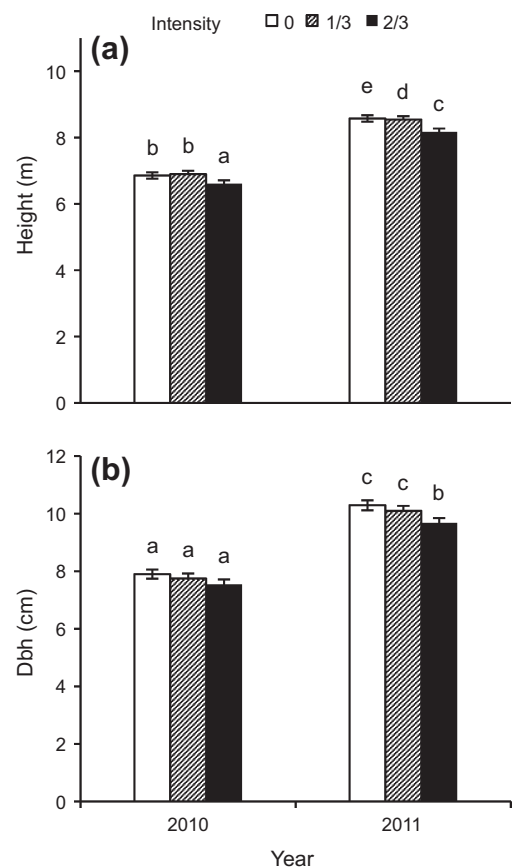 Intensity 0 1/3 2/3
(a)
10
8
6
4
2
0
Height (m)
b b a
e d c
(b)
12
10
8
6
4
2
0
Dbh (cm)
a a a
c c b
2010 2011
Year